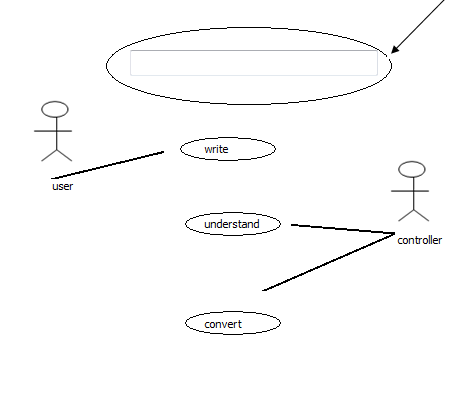 write
user
understand
controller
convert